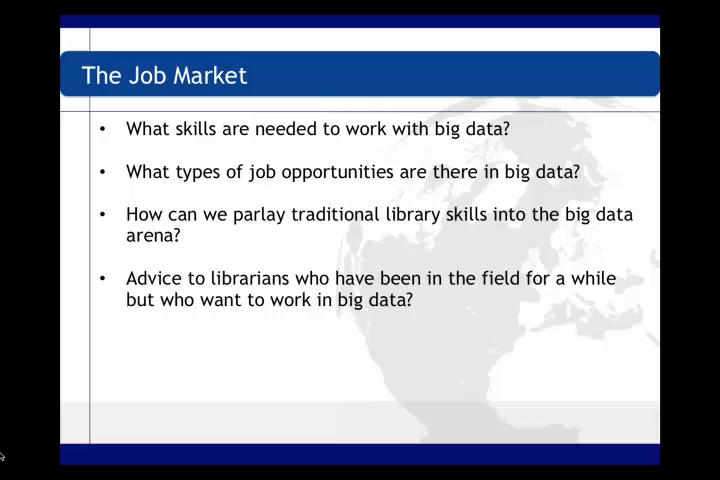 The Job Market
• What skills are needed to work with big data?
• What types of job opportunities are there in big data?
• How can we parlay traditional library skills into the big data
arena?
• Advice to librarians who have been in the field for a while
but who want to work in big data?